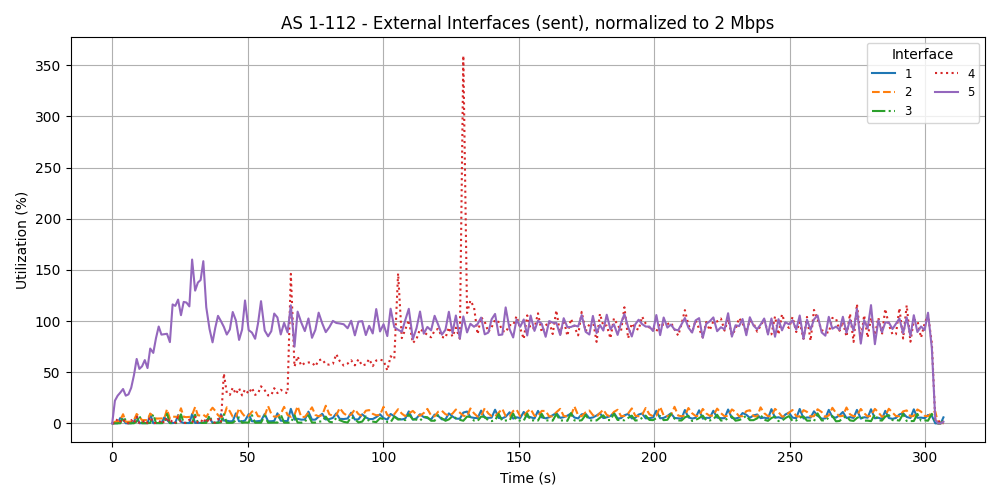 AS 1-112 - External Interfaces (sent), normalized to 2 Mbps
Utilization (%)
350
300
250
200
150
100
50
0
0 50 100 150 200 250 300
Time (s)
Interface
1 4
2 5
3